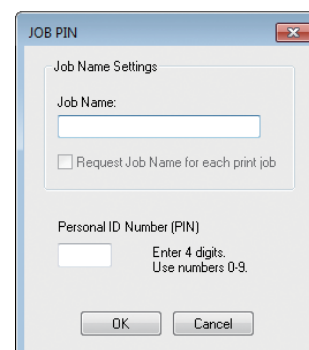 JOB PIN
Job Name Settings
Job Name:
Request Job Name for each print job
Personal ID Number (PIN)
Enter 4 digits.
Use numbers 0-9.
OK
Cancel